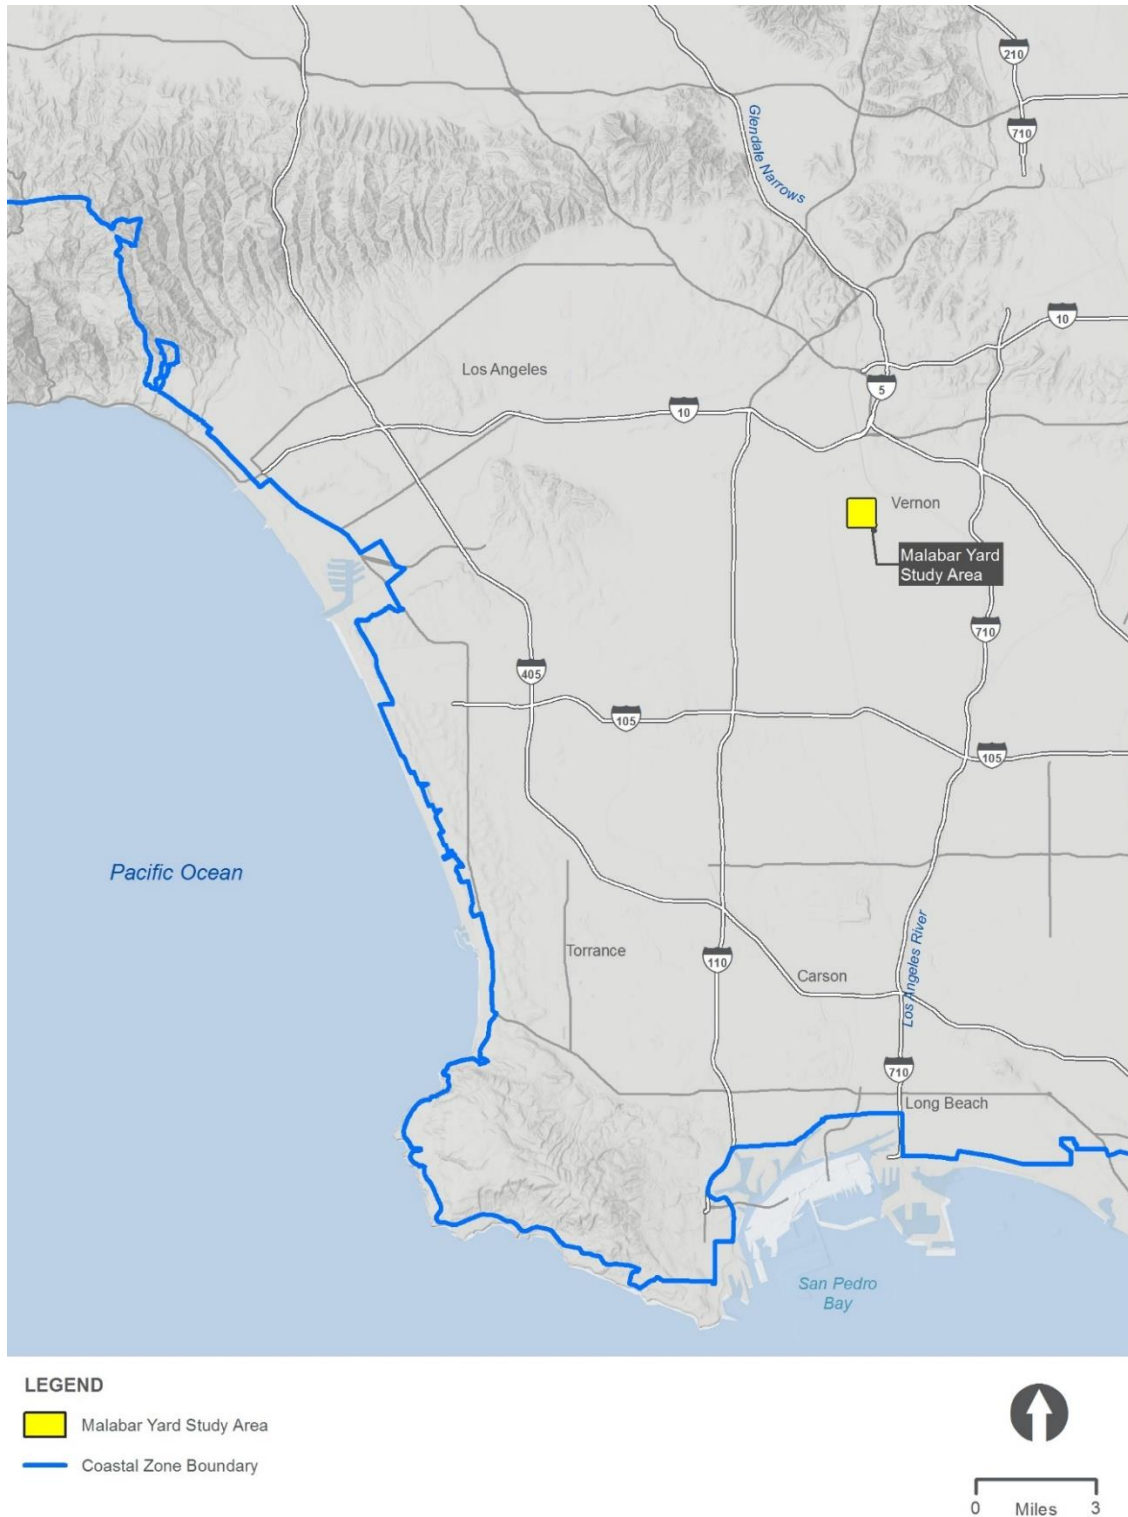 210
710
Glendale Narrows
10
Los Angeles
5
10
Vernon
Malabar Yard
Study Area
710
405
105
105
Pacific Ocean
Torrance
110
Carson
Los Angeles River
710
Long Beach
San Pedro
Bay
LEGEND
Malabar Yard Study Area
Coastal Zone Boundary
0 Miles 3